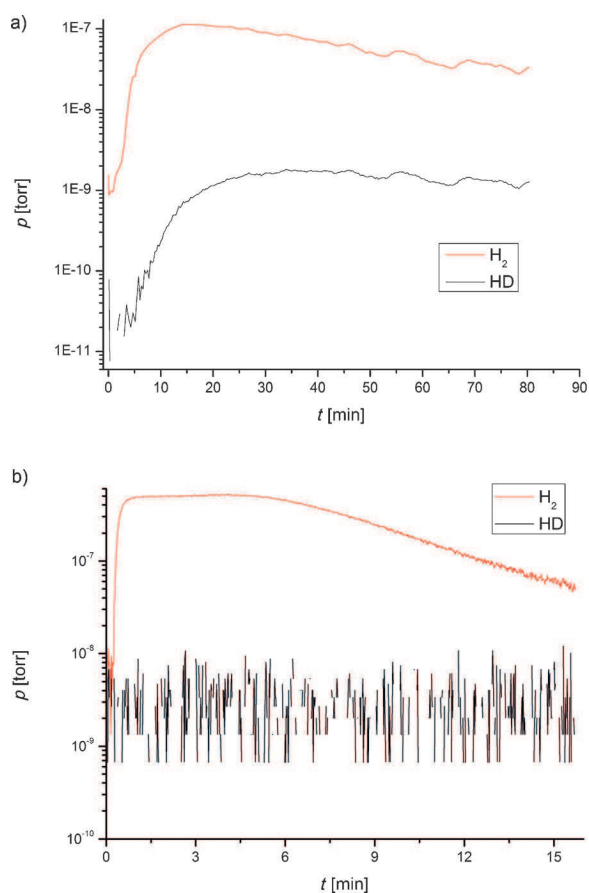 a)
1E-7
1E-8
1E-9
1E-10
1E-11
p [torr]
H₂
HD
0 10 20 30 40 50 60 70 80 90
t [min]
b)
10⁻⁷
10⁻⁸
10⁻⁹
10⁻¹⁰
p [torr]
H₂
HD
0 3 6 9 12 15
t [min]